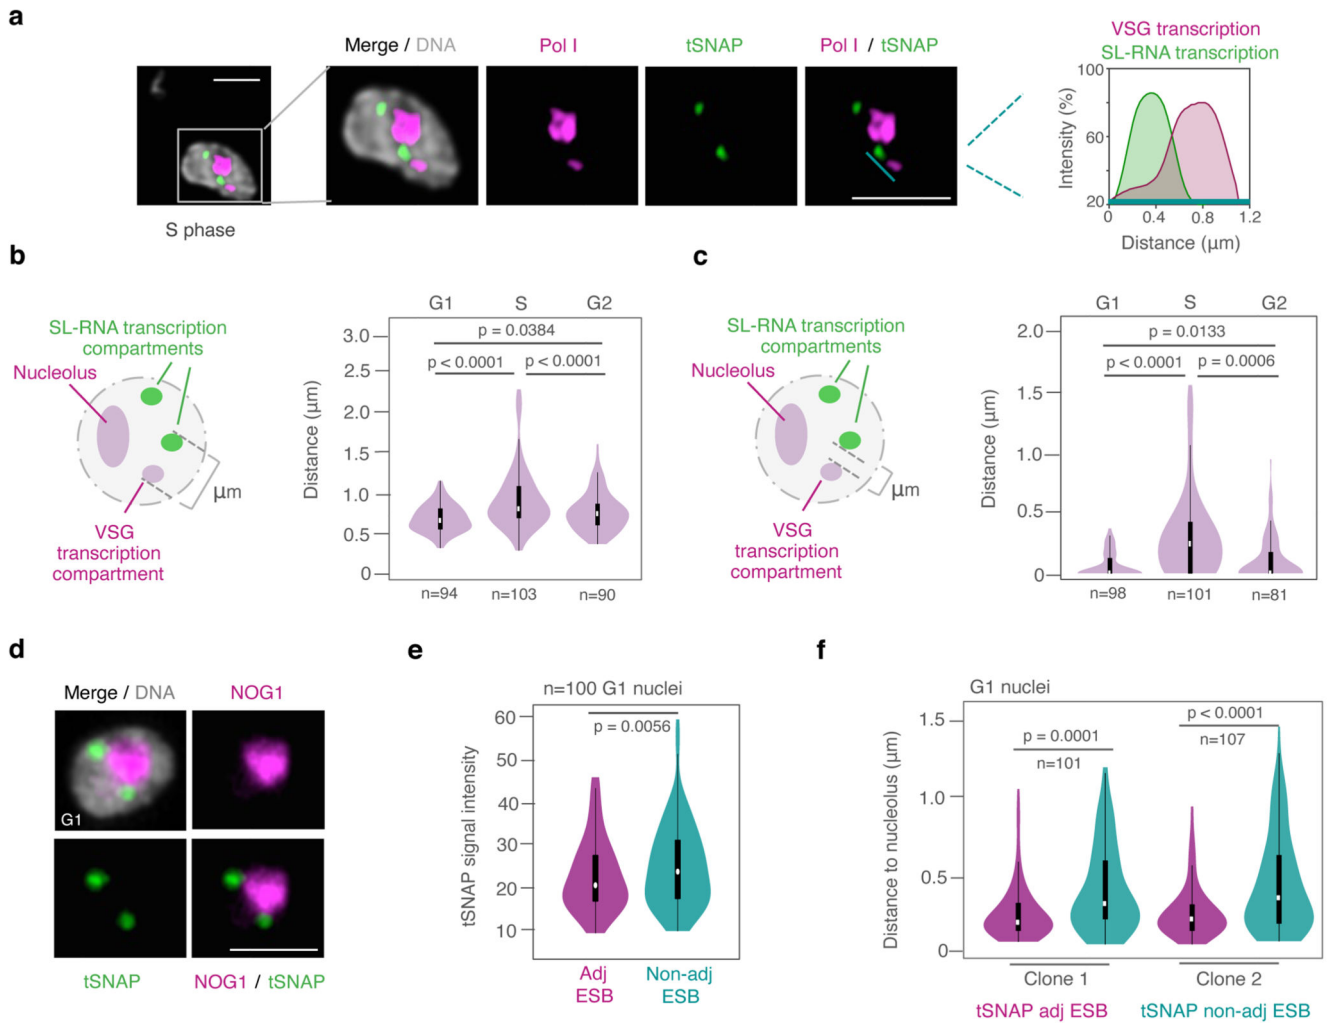 a
Merge / DNA
Pol I
tSNAP
Pol I / tSNAP
S phase
VSG transcription
SL-RNA transcription
Intensity (%)
100
60
20
0
0.4
0.8
1.2
Distance (µm)
b
SL-RNA transcription
compartments
Nucleolus
µm
VSG
transcription
compartment
G1
S
G2
p = 0.0384
p < 0.0001
p < 0.0001
Distance (µm)
3.0
2.5
2.0
1.5
1.0
0.5
0
n=94
n=103
n=90
c
SL-RNA transcription
compartments
Nucleolus
µm
VSG
transcription
compartment
G1
S
G2
p = 0.0133
p < 0.0001
p = 0.0006
Distance (µm)
2.0
1.5
1.0
0.5
0
n=98
n=101
n=81
d
Merge / DNA
NOG1
G1
tSNAP
NOG1 / tSNAP
e
n=100 G1 nuclei
p = 0.0056
tSNAP signal intensity
60
50
40
30
20
10
Adj
ESB
Non-adj
ESB
f
G1 nuclei
p = 0.0001
n=101
p < 0.0001
n=107
Distance to nucleolus (µm)
1.5
1.0
0.5
0
Clone 1
Clone 2
tSNAP adj ESB
tSNAP non-adj ESB